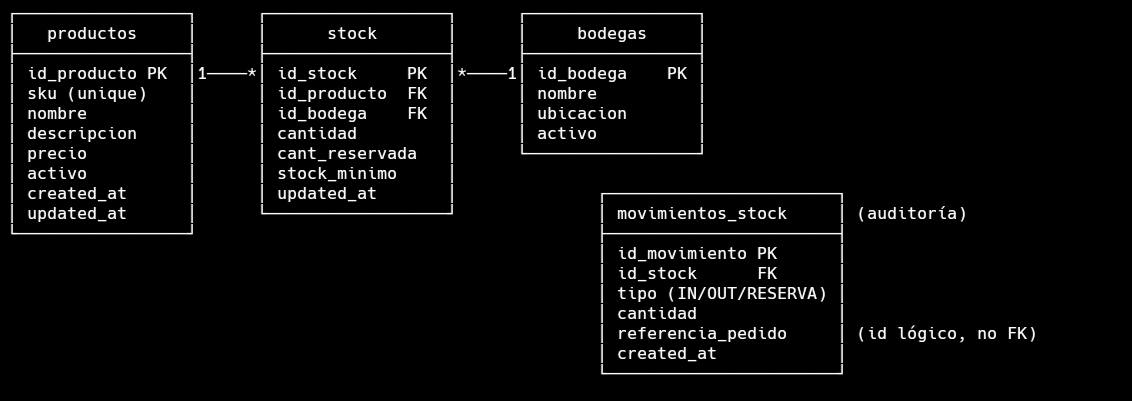 productos stock bodegas
id_producto PK 1 * id_stock PK * 1 id_bodega PK
sku (unique) id_producto FK nombre
nombre id_bodega FK ubicacion
descripcion cantidad activo
precio cant_reservada
activo stock_minimo
created_at updated_at
updated_at movimientos_stock (auditoría)
id_movimiento PK
id_stock FK
tipo (IN/OUT/RESERVA)
cantidad
referencia_pedido (id lógico, no FK)
created_at